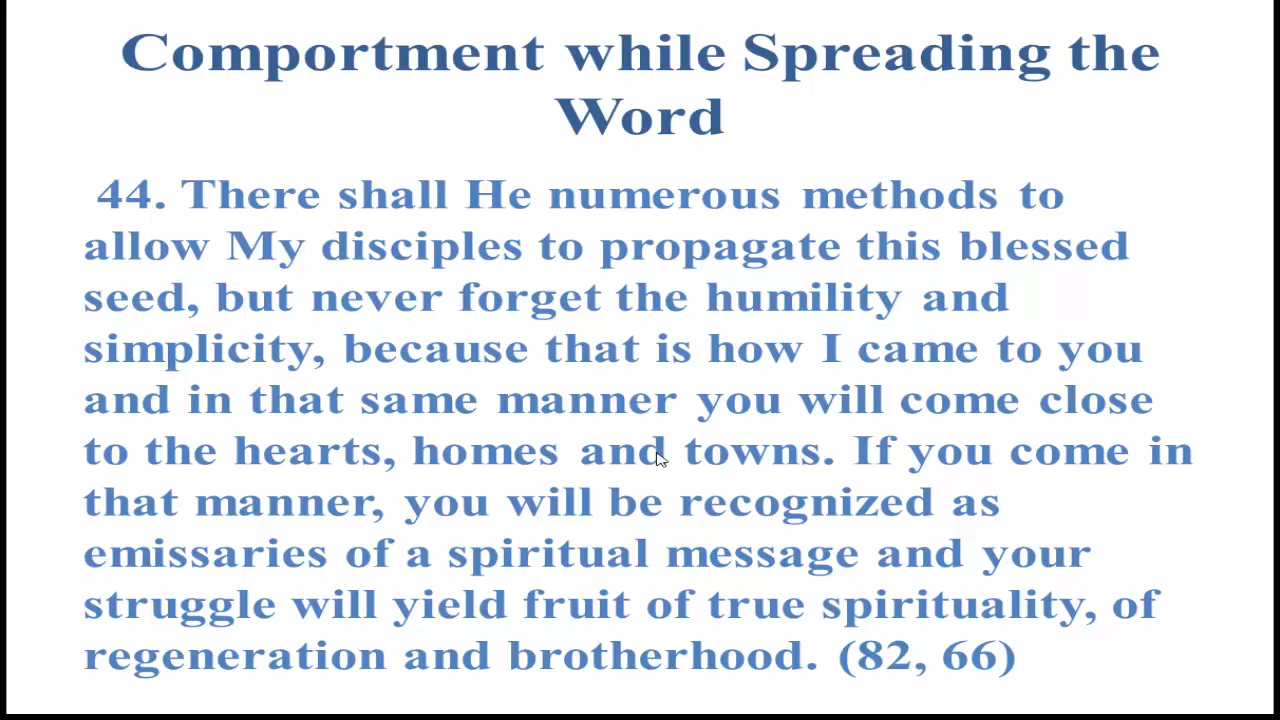 Comportment while Spreading the
Word
44. There shall He numerous methods to
allow My disciples to propagate this blessed
seed, but never forget the humility and
simplicity, because that is how I came to you
and in that same manner you will come close
to the hearts, homes and towns. If you come in
that manner, you will be recognized as
emissaries of a spiritual message and your
struggle will yield fruit of true spirituality, of
regeneration and brotherhood. (82, 66)